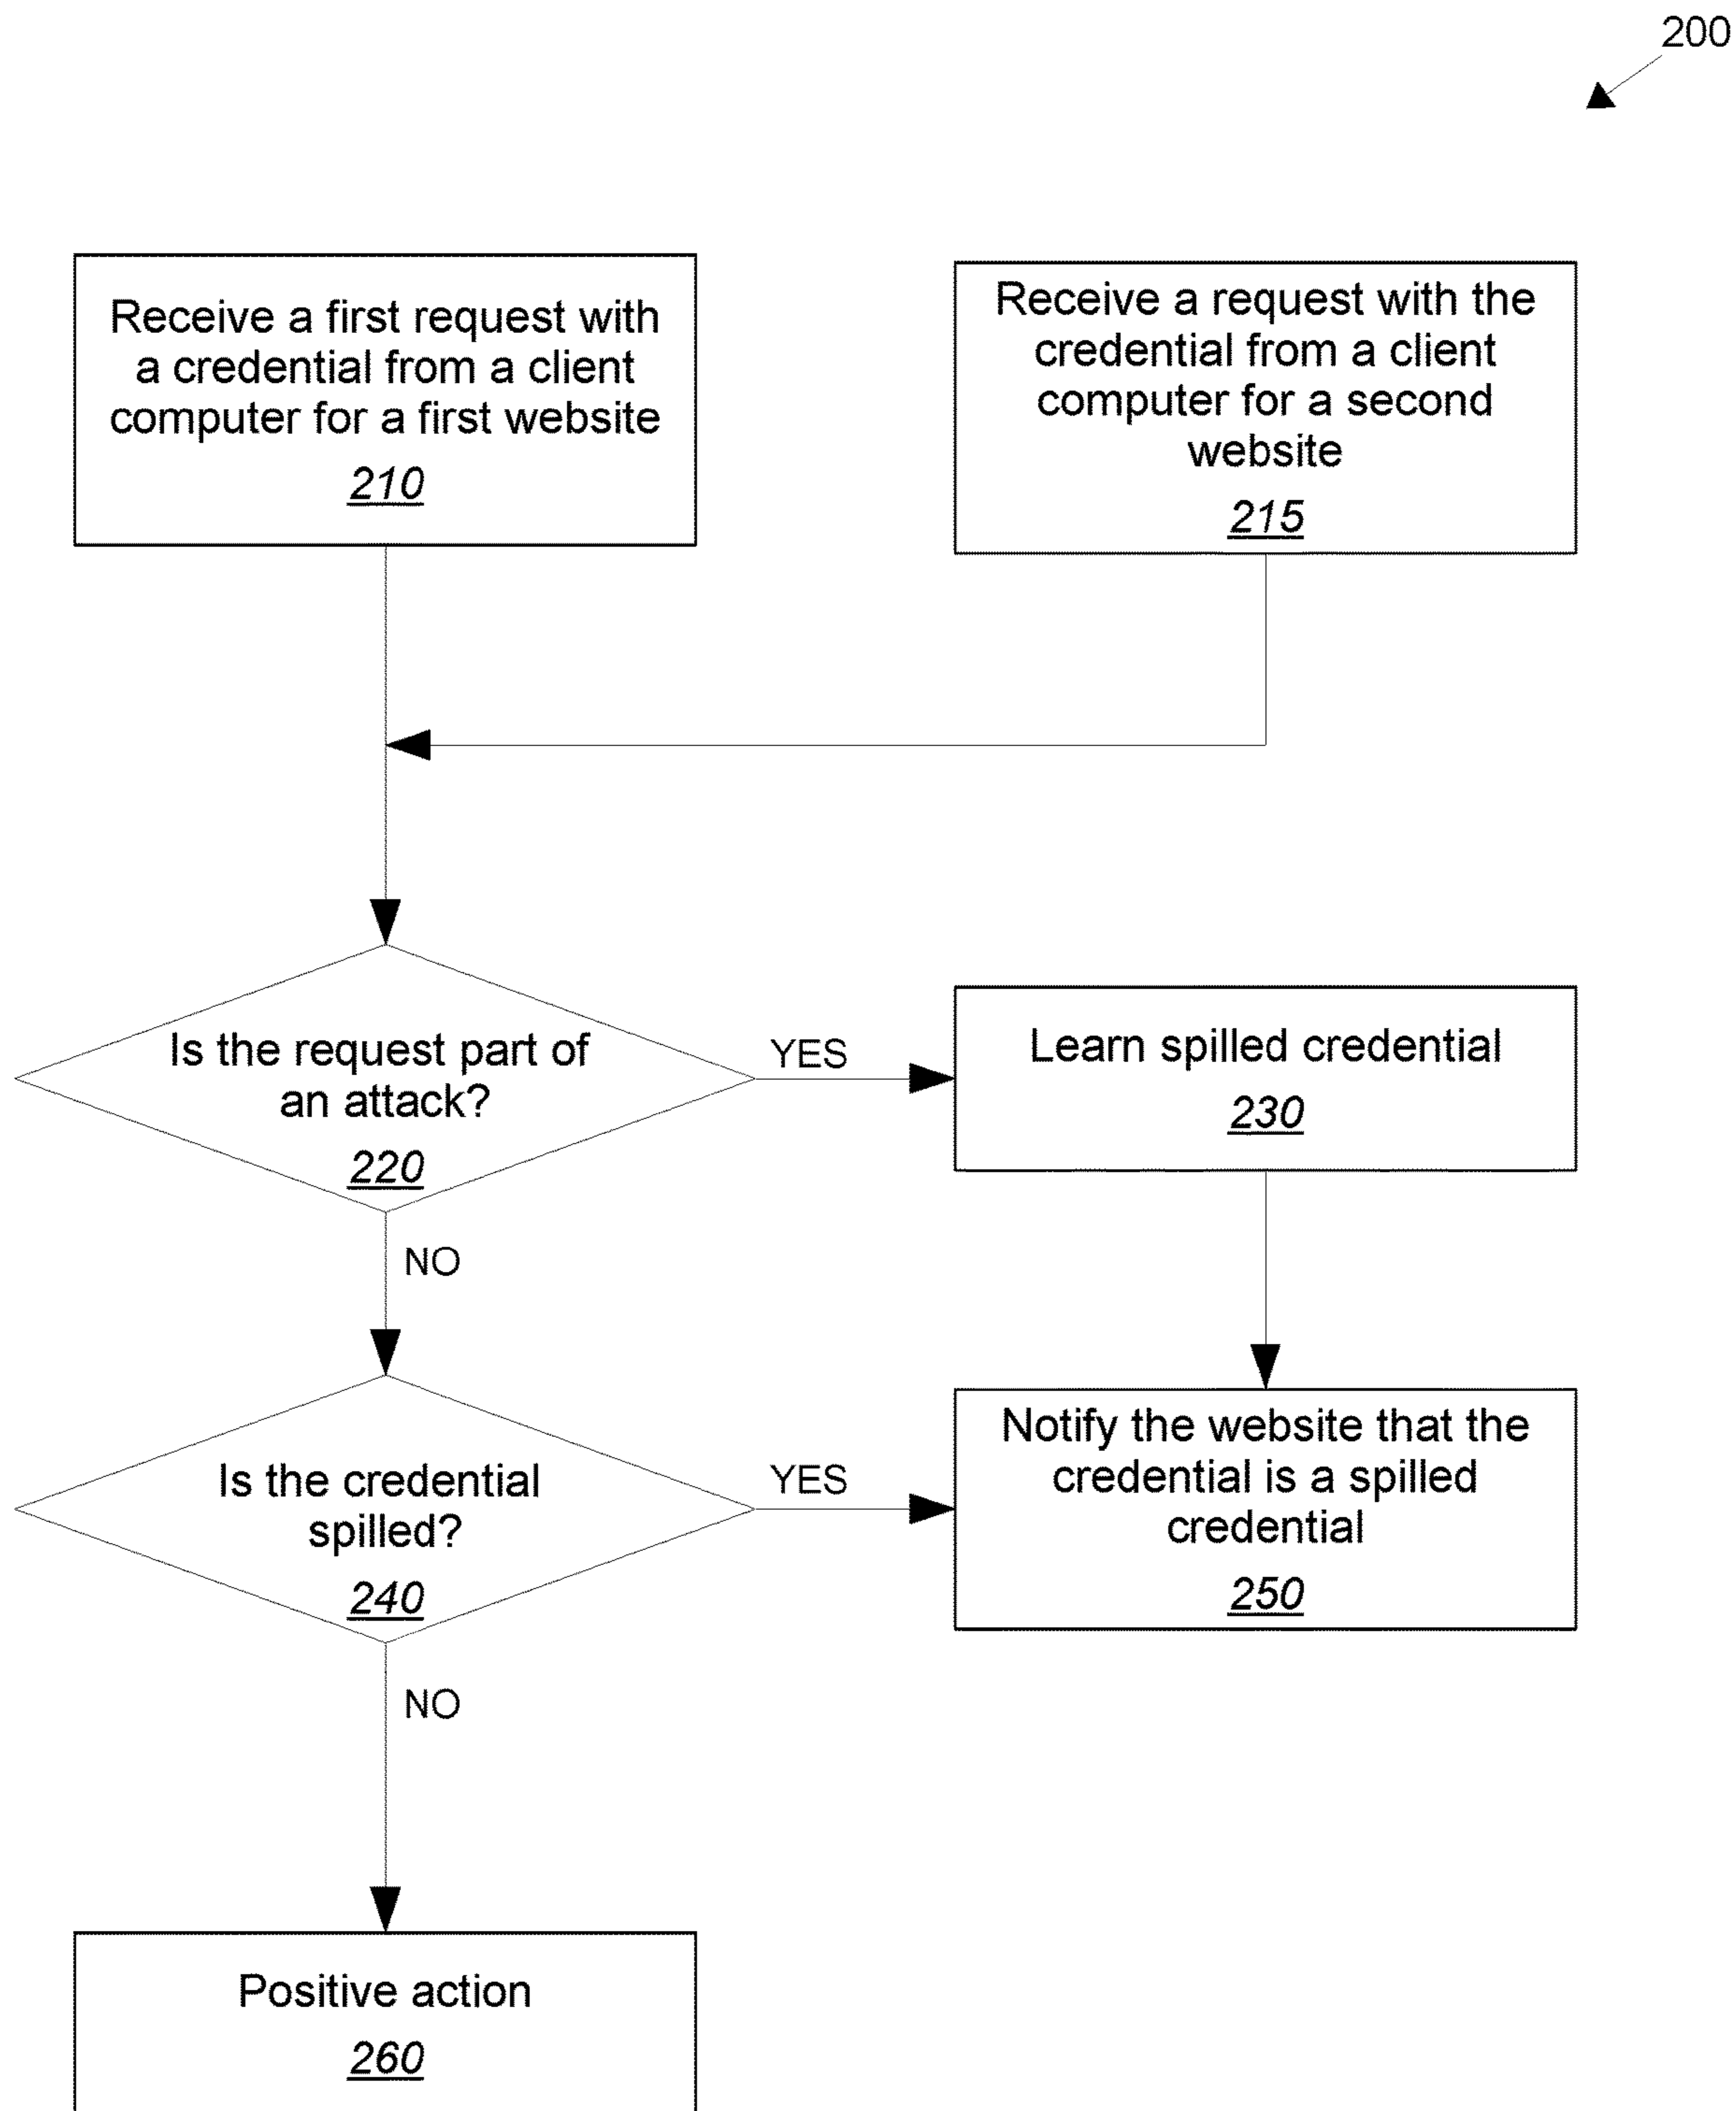 200
Receive a first request with
a credential from a client
computer for a first website
210
Receive a request with the
credential from a client
computer for a second
website
215
Is the request part of
an attack?
220
YES
Learn spilled credential
230
NO
Is the credential
spilled?
240
YES
Notify the website that the
credential is a spilled
credential
250
NO
Positive action
260